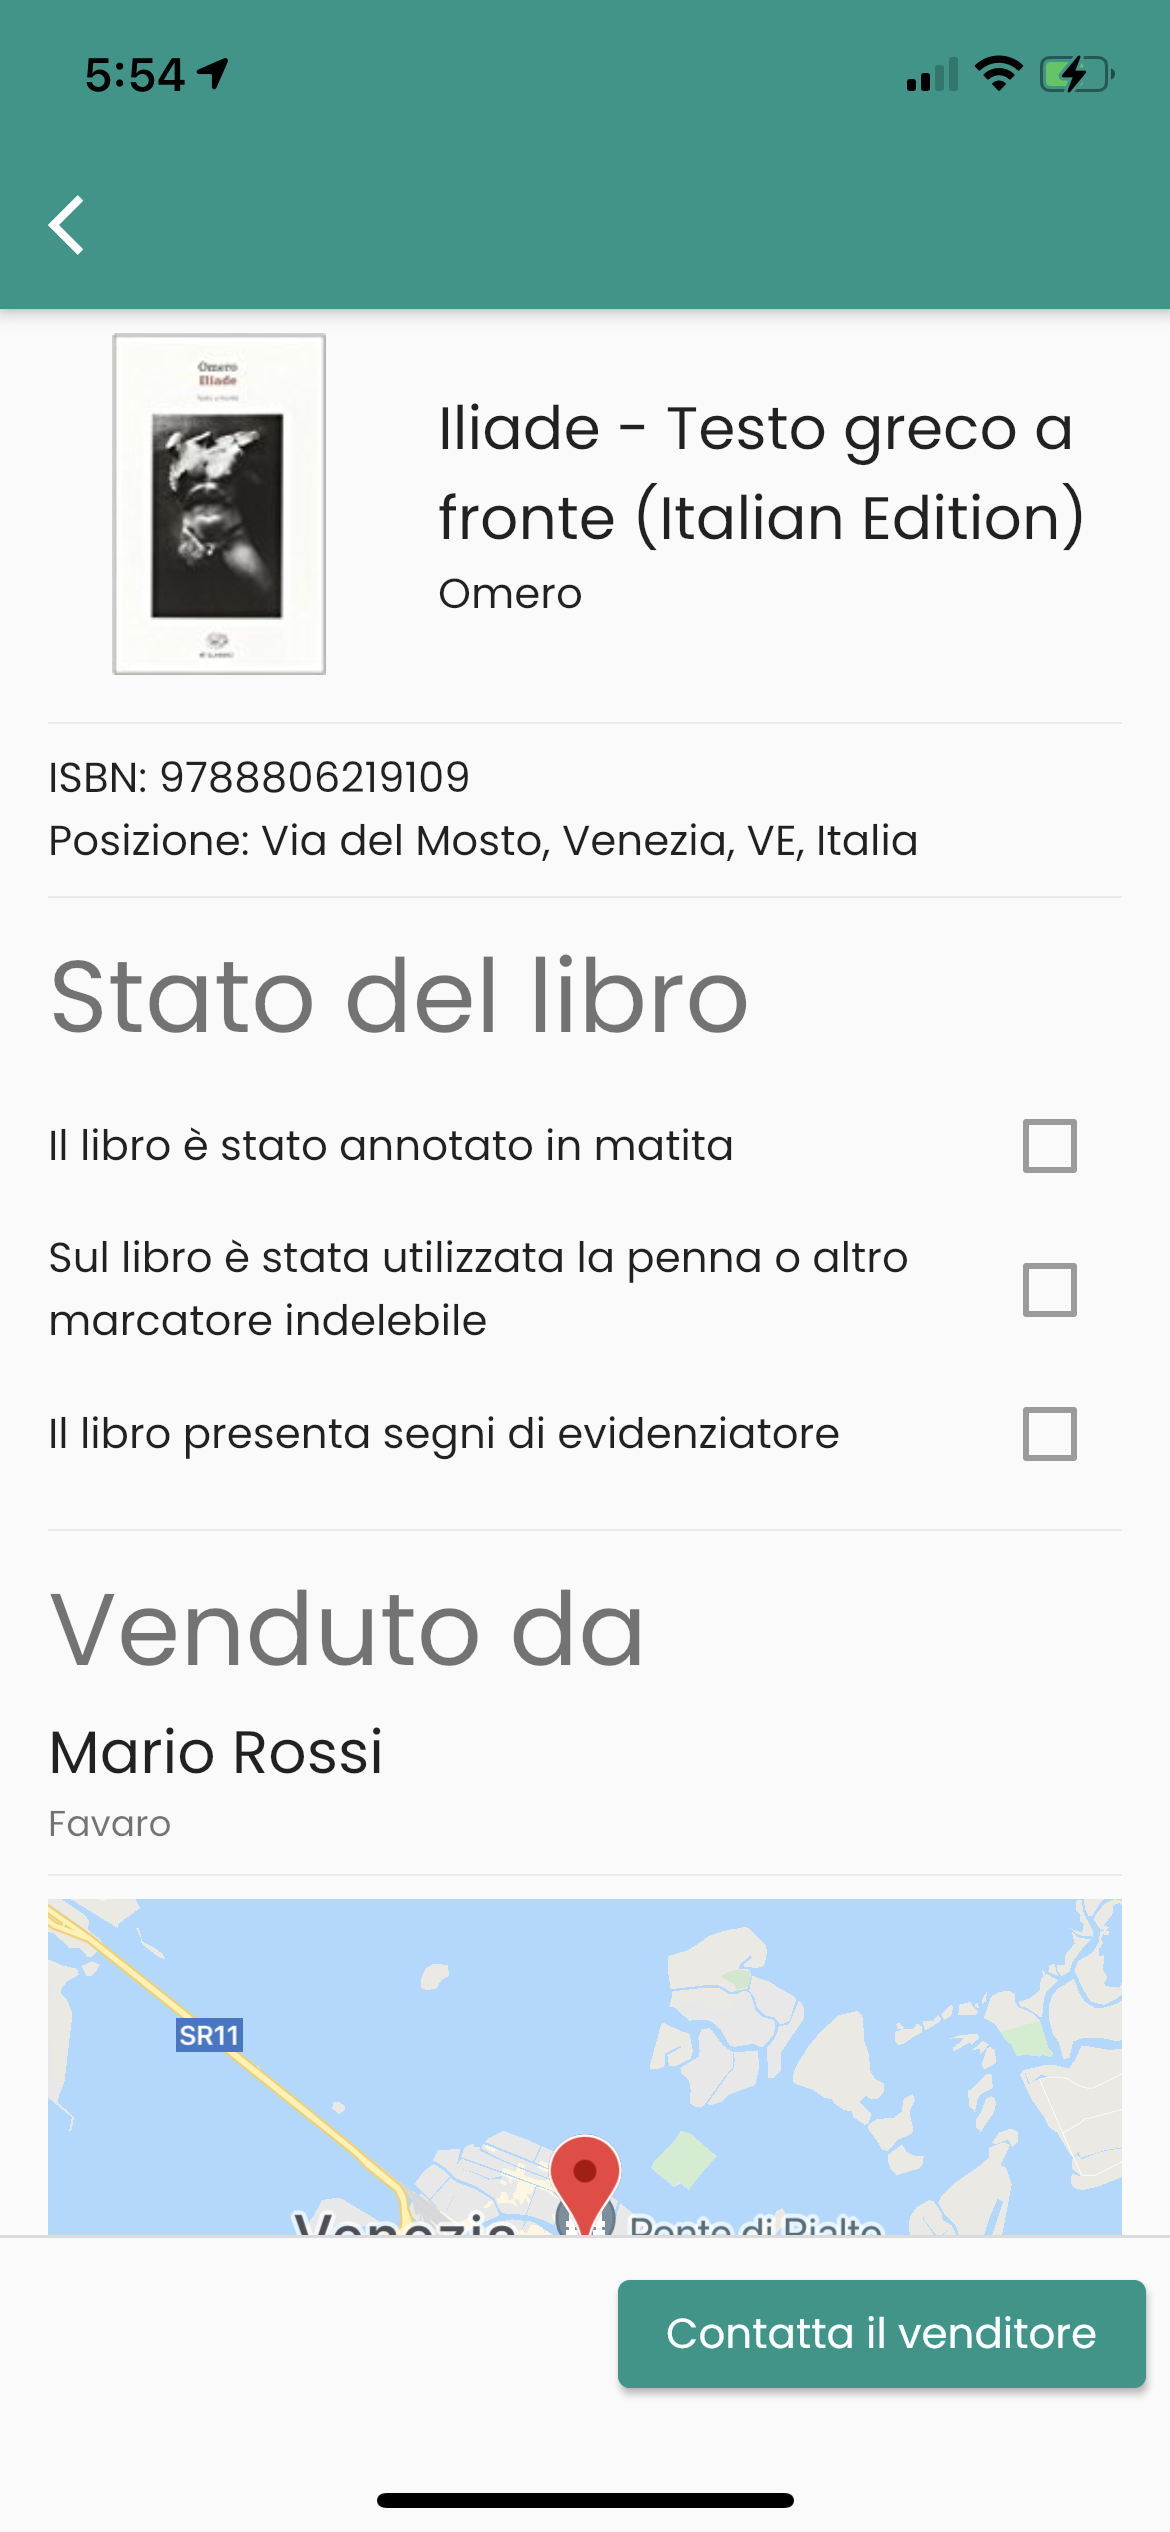 5:54
Omero
Iliade
Iliade - Testo greco a
fronte (Italian Edition)
Omero
ISBN: 9788806219109
Posizione: Via del Mosto, Venezia, VE, Italia
Stato del libro
Il libro è stato annotato in matita
Sul libro è stata utilizzata la penna o altro
marcatore indelebile
Il libro presenta segni di evidenziatore
Venduto da
Mario Rossi
Favaro
SR11
Venezia
Ponte di Rialto
Contatta il venditore